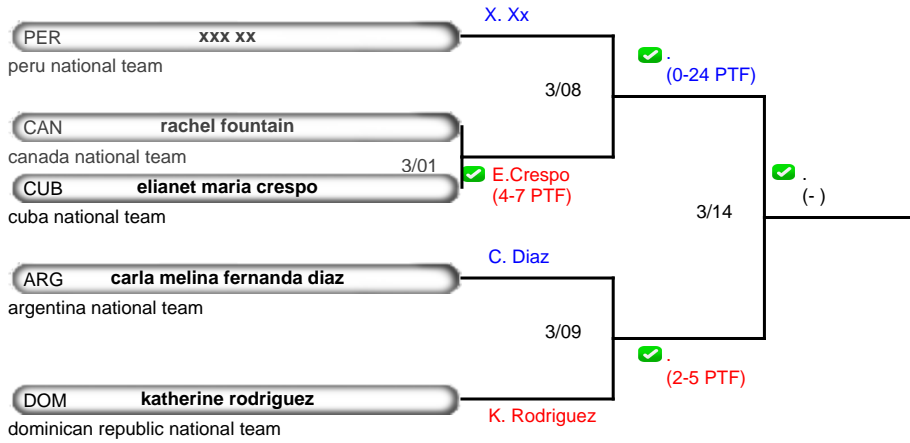 X. Xx
PER xxx xx
peru national team
.
(0-24 PTF)
3/08
CAN rachel fountain
canada national team
3/01
E.Crespo
(4-7 PTF)
CUB elianet maria crespo
cuba national team
.
(- )
3/14
C. Diaz
ARG carla melina fernanda diaz
argentina national team
3/09
.
(2-5 PTF)
DOM katherine rodriguez
K. Rodriguez
dominican republic national team